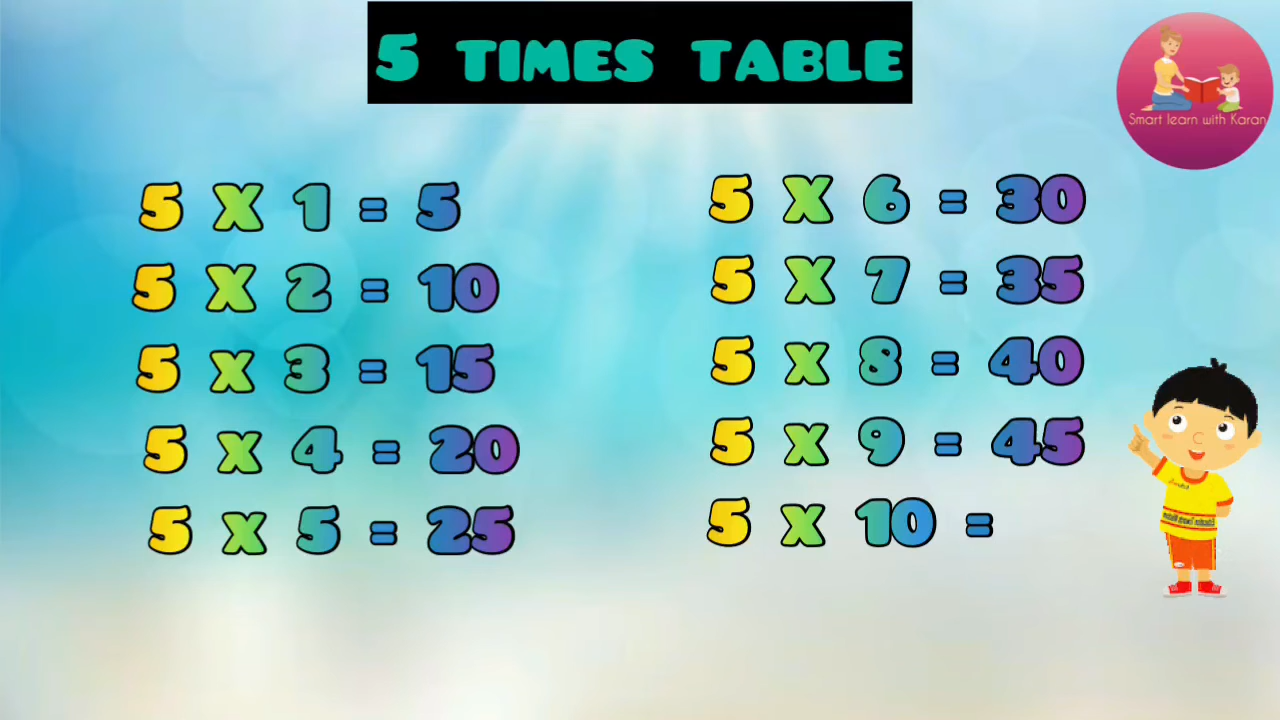 5 TIMES TABLE
Smart learn with Karan
5 X 1 = 5
5 X 2 = 10
5 X 3 = 15
5 X 4 = 20
5 X 5 = 25
5 X 6 = 30
5 X 7 = 35
5 X 8 = 40
5 X 9 = 45
5 X 10 =